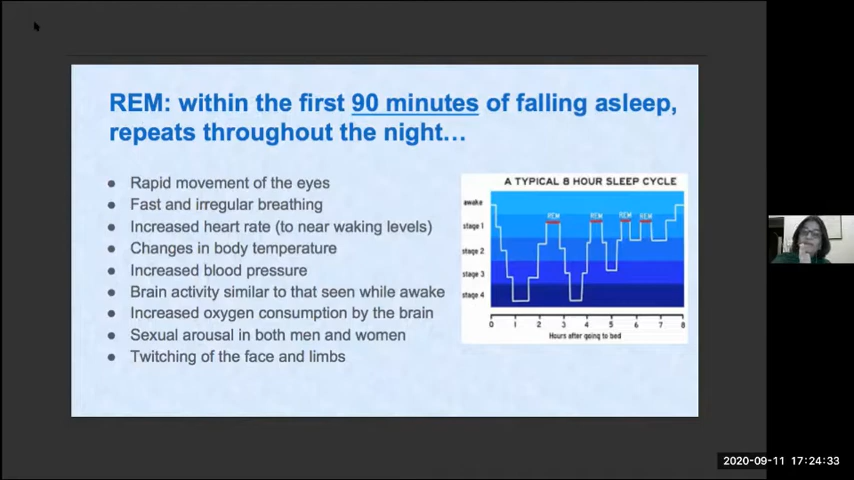 REM: within the first 90 minutes of falling asleep,
repeats throughout the night…
● Rapid movement of the eyes
● Fast and irregular breathing
● Increased heart rate (to near waking levels)
● Changes in body temperature
● Increased blood pressure
● Brain activity similar to that seen while awake
● Increased oxygen consumption by the brain
● Sexual arousal in both men and women
● Twitching of the face and limbs
A TYPICAL 8 HOUR SLEEP CYCLE
awake
stage 1
stage 2
stage 3
stage 4
REM REM REM REM
0 1 2 3 4 5 6 7 8
Hours after going to bed
2020-09-11 17:24:33